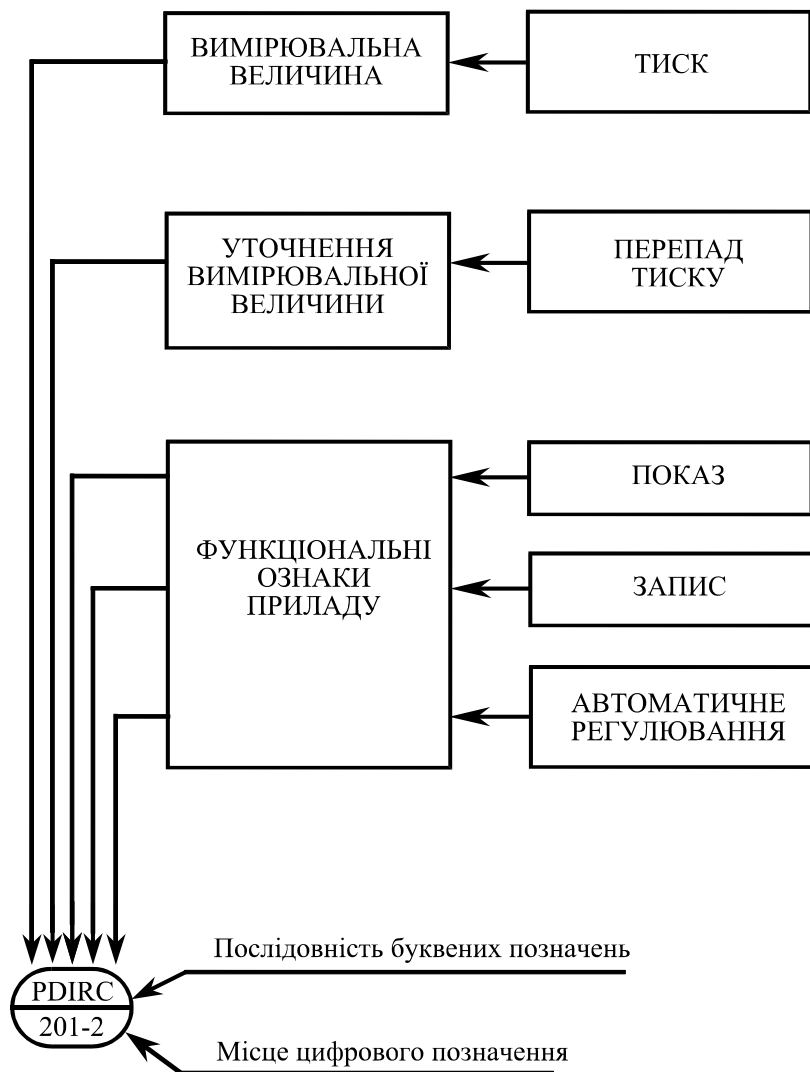 ВИМІРЮВАЛЬНА
ВЕЛИЧИНА
ТИСК
УТОЧНЕННЯ
ВИМІРЮВАЛЬНОЇ
ВЕЛИЧИНИ
ПЕРЕПАД
ТИСКУ
ФУНКЦІОНАЛЬНІ
ОЗНАКИ
ПРИЛАДУ
ПОКАЗ
ЗАПИС
АВТОМАТИЧНЕ
РЕГУЛЮВАННЯ
Послідовність буквених позначень
PDIRC
201-2
Місце цифрового позначення